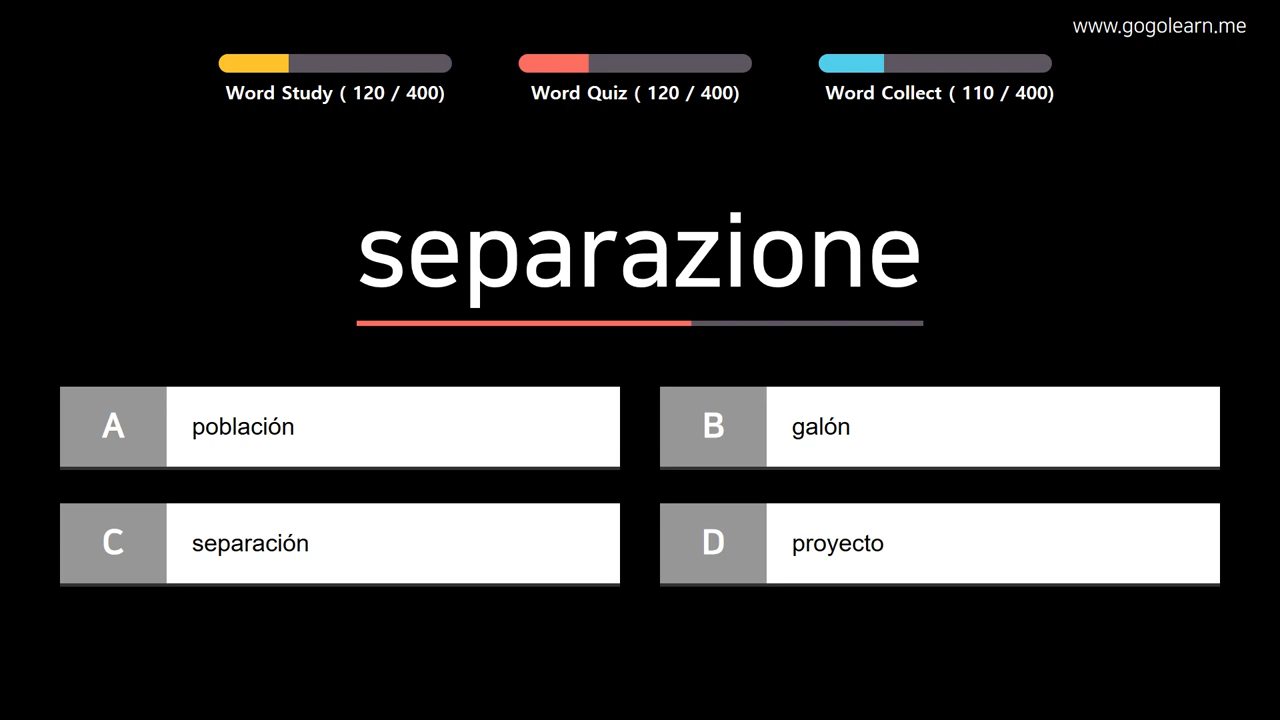 www.gogolearn.me
Word Study ( 120 / 400)
Word Quiz ( 120 / 400)
Word Collect ( 110 / 400)
separazione
A
población
B
galón
C
separación
D
proyecto